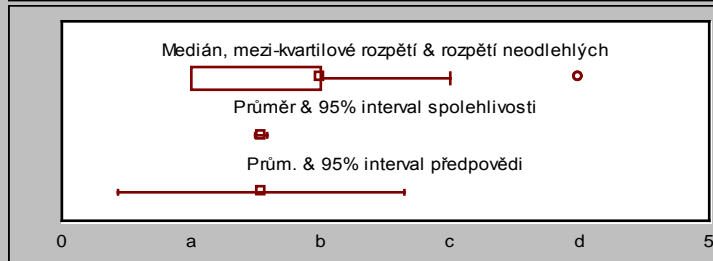 Medián, mezi-kvartilové rozpětí & rozpětí neodlehlých
Průměr & 95% interval spolehlivosti
Prům. & 95% interval předpovědi
0 a b c d 5